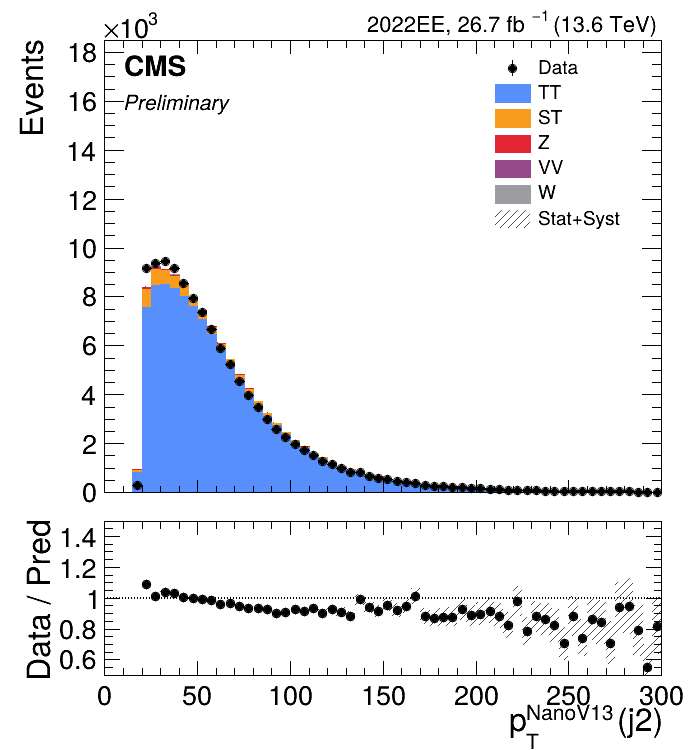 ×10³
2022EE, 26.7 fb⁻¹ (13.6 TeV)
CMS
Preliminary
Events
18
16
14
12
10
8
6
4
2
0
Data
TT
ST
Z
VV
W
Stat+Syst
Data / Pred
1.4
1.2
1
0.8
0.6
0 50 100 150 200 250 300
p_T^NanoV13 (j2)